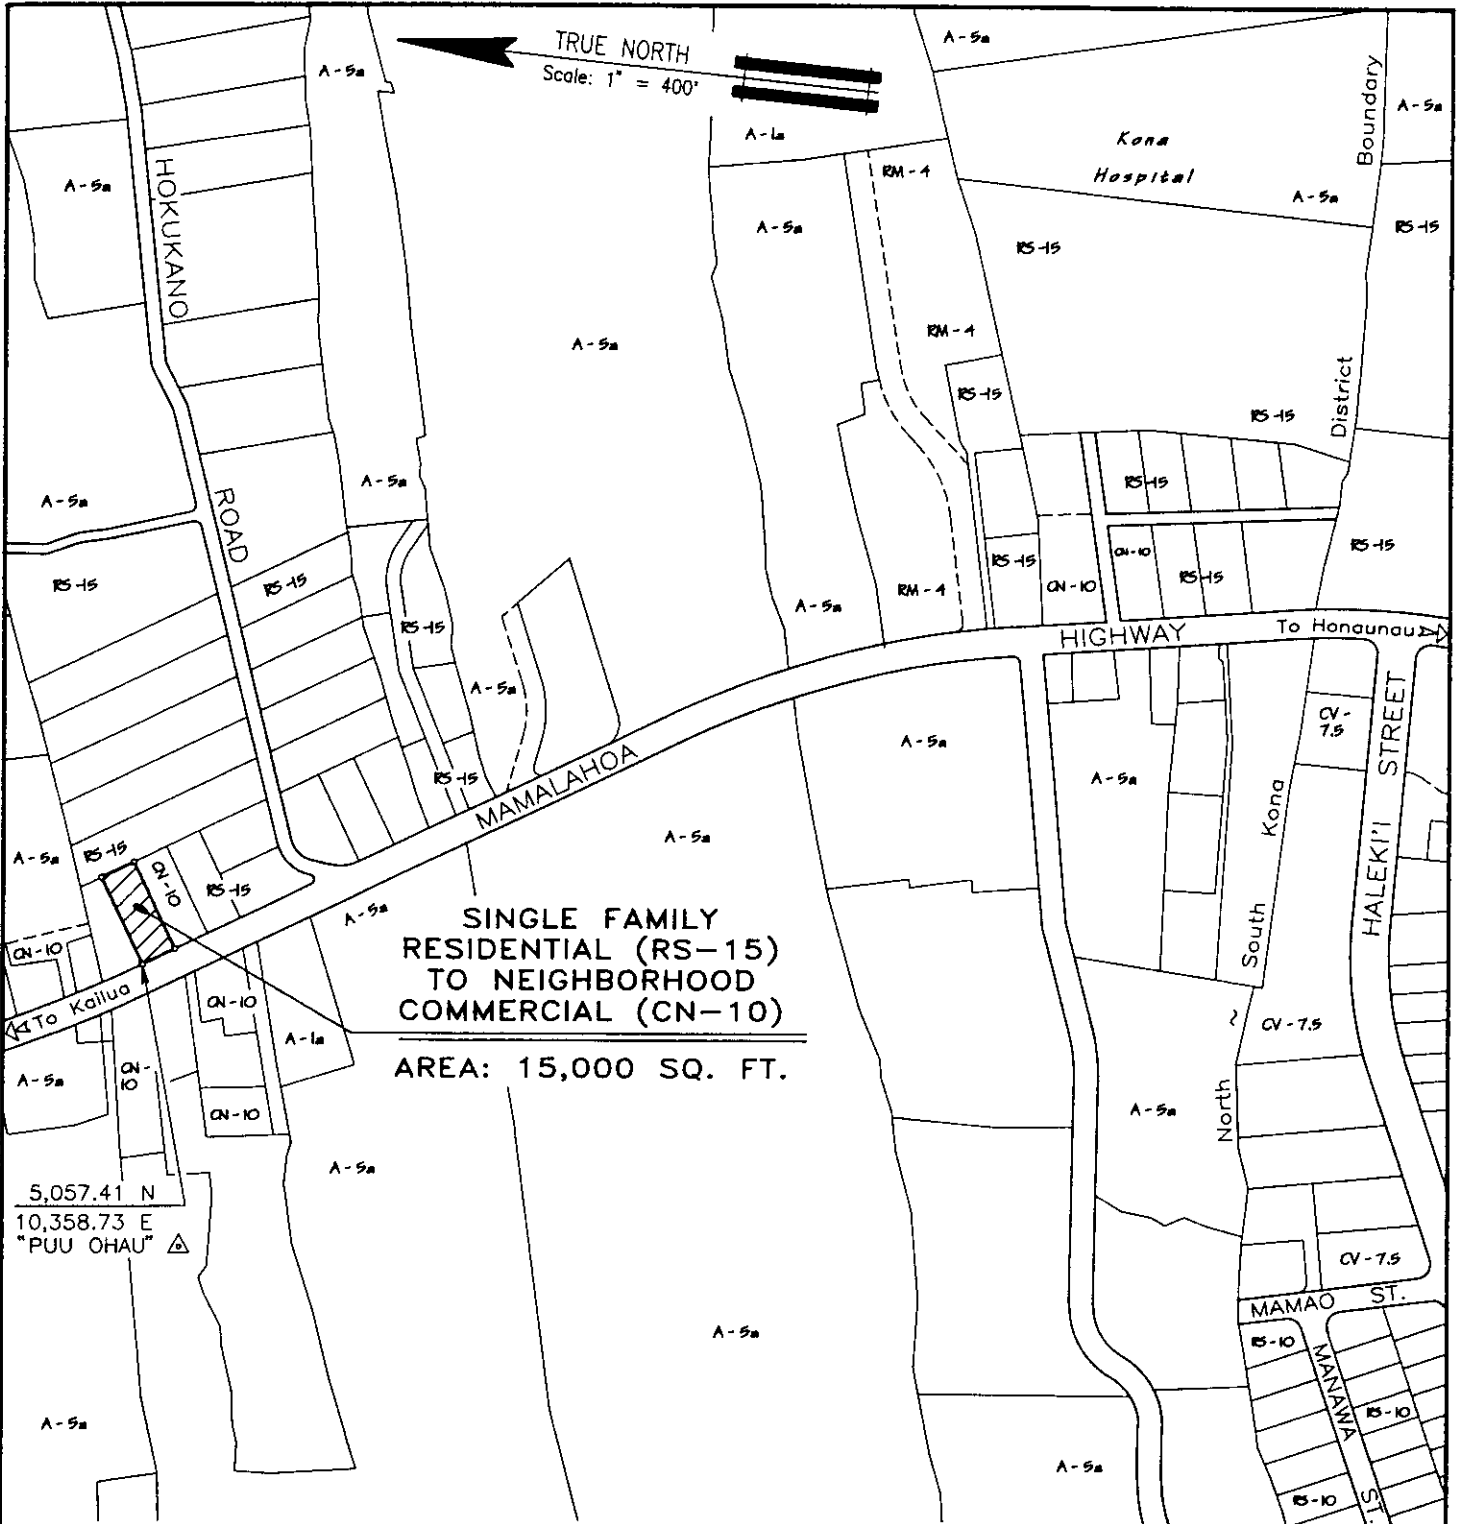 TRUE NORTH
Scale: 1" = 400'
A-5a
A-5a
A-5a
A-1a
Kona
Hospital
Boundary
A-5a
RM-4
A-5a
HOKUKANO
A-5a
A-5a
RS-15
RS-15
RM-4
A-5a
RS-15
RS-15
District
A-5a
A-5a
ROAD
RS-15
RS-15
RS-15
RS-15
RS-15
CN-10
CN-10
RS-15
RM-4
A-5a
RS-15
HIGHWAY
To Honaunau
A-5a
CV-
7.5
STREET
MAMALAHOA
A-5a
A-5a
RS-15
A-5a
Kona
HALEKI'I
A-5a
RS-15
CN-10
RS-15
A-5a
SINGLE FAMILY
RESIDENTIAL (RS-15)
TO NEIGHBORHOOD
COMMERCIAL (CN-10)
AREA: 15,000 SQ. FT.
CN-10
To Kailua
CN-10
South
~
CV-7.5
A-1a
A-5a
CN-
10
CN-10
A-5a
North
A-5a
5,057.41 N
10,358.73 E
"PUU OHAU"
CV-7.5
MAMAO ST.
A-5a
RS-10
MANAWA
ST.
RS-10
A-5a
A-5a
RS-10